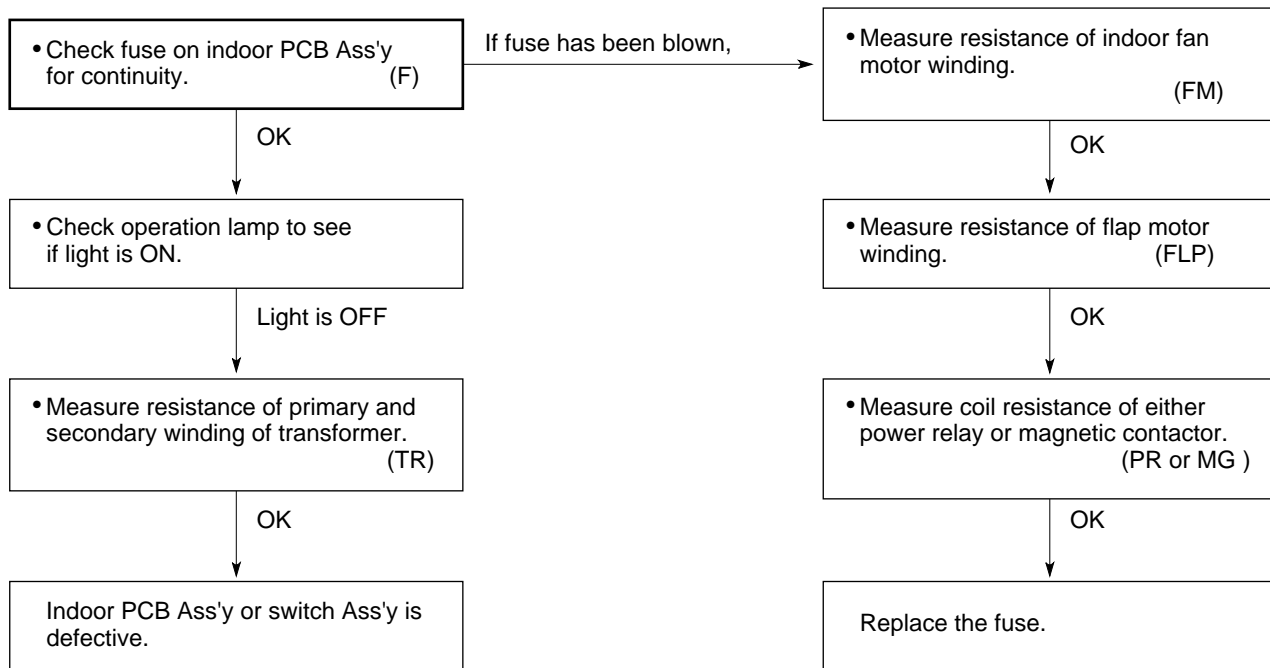 • Check fuse on indoor PCB Ass'y
for continuity. (F)
If fuse has been blown,
• Measure resistance of indoor fan
motor winding.
(FM)
OK
OK
• Check operation lamp to see
if light is ON.
• Measure resistance of flap motor
winding. (FLP)
Light is OFF
OK
• Measure resistance of primary and
secondary winding of transformer.
(TR)
• Measure coil resistance of either
power relay or magnetic contactor.
(PR or MG )
OK
OK
Indoor PCB Ass'y or switch Ass'y is
defective.
Replace the fuse.